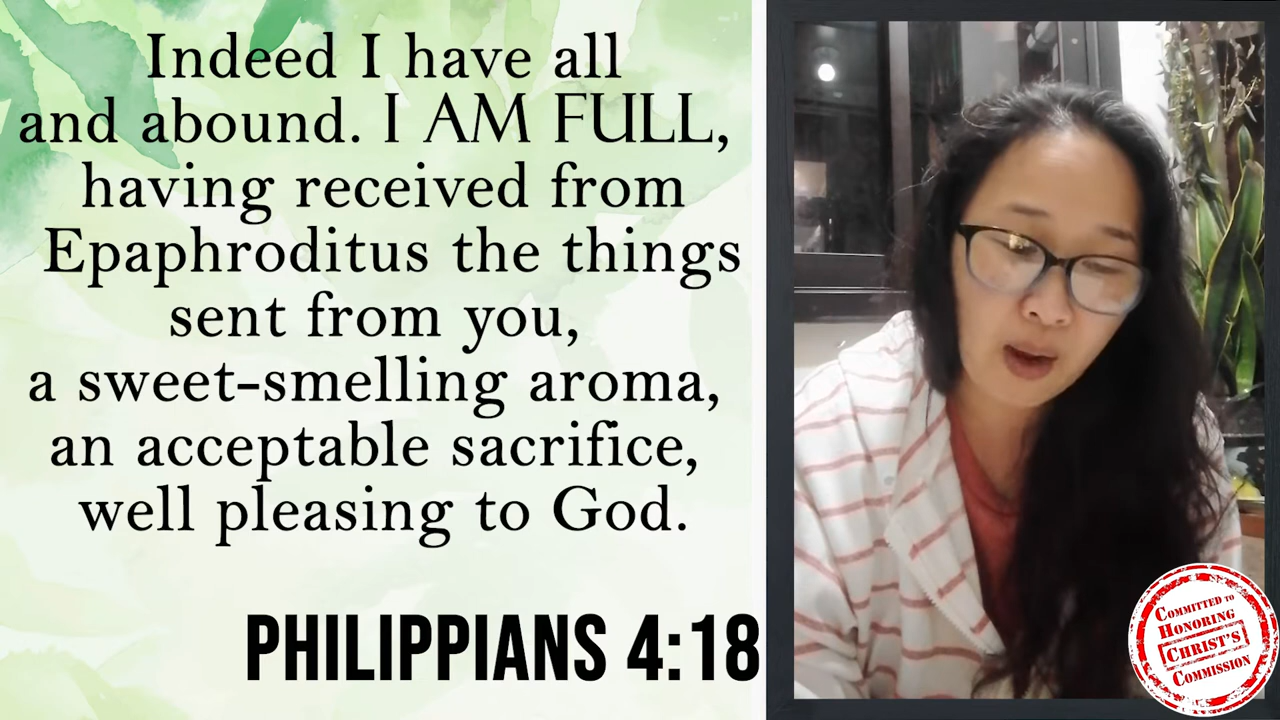 Indeed I have all
and abound. I AM FULL,
having received from
Epaphroditus the things
sent from you,
a sweet-smelling aroma,
an acceptable sacrifice,
well pleasing to God.
PHILIPPIANS 4:18
COMMITTED TO
HONORING
CHRIST'S
COMMISSION